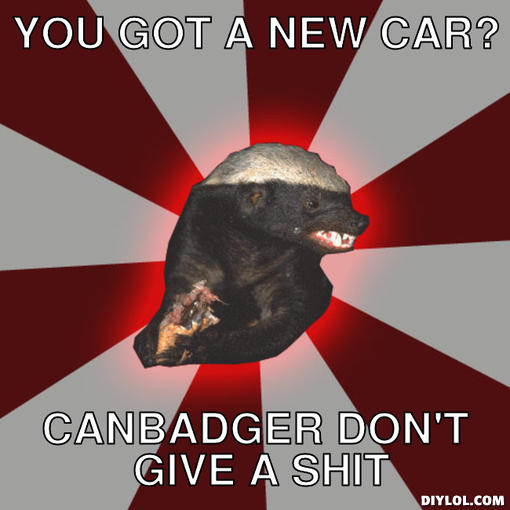 YOU GOT A NEW CAR?
CANBADGER DON'T
GIVE A SHIT
DIYLOL.COM